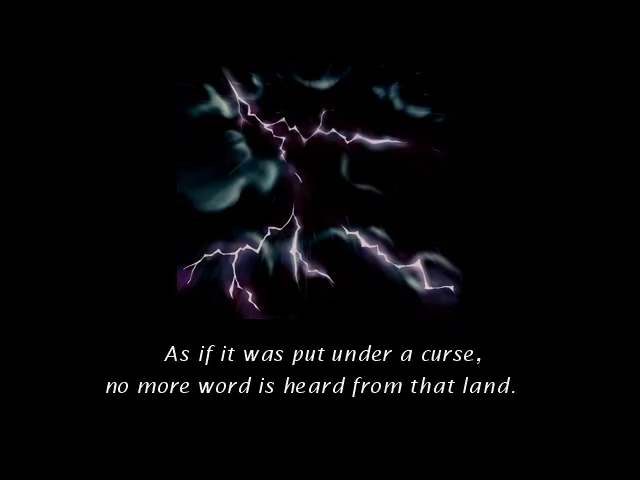 As if it was put under a curse,
no more word is heard from that land.